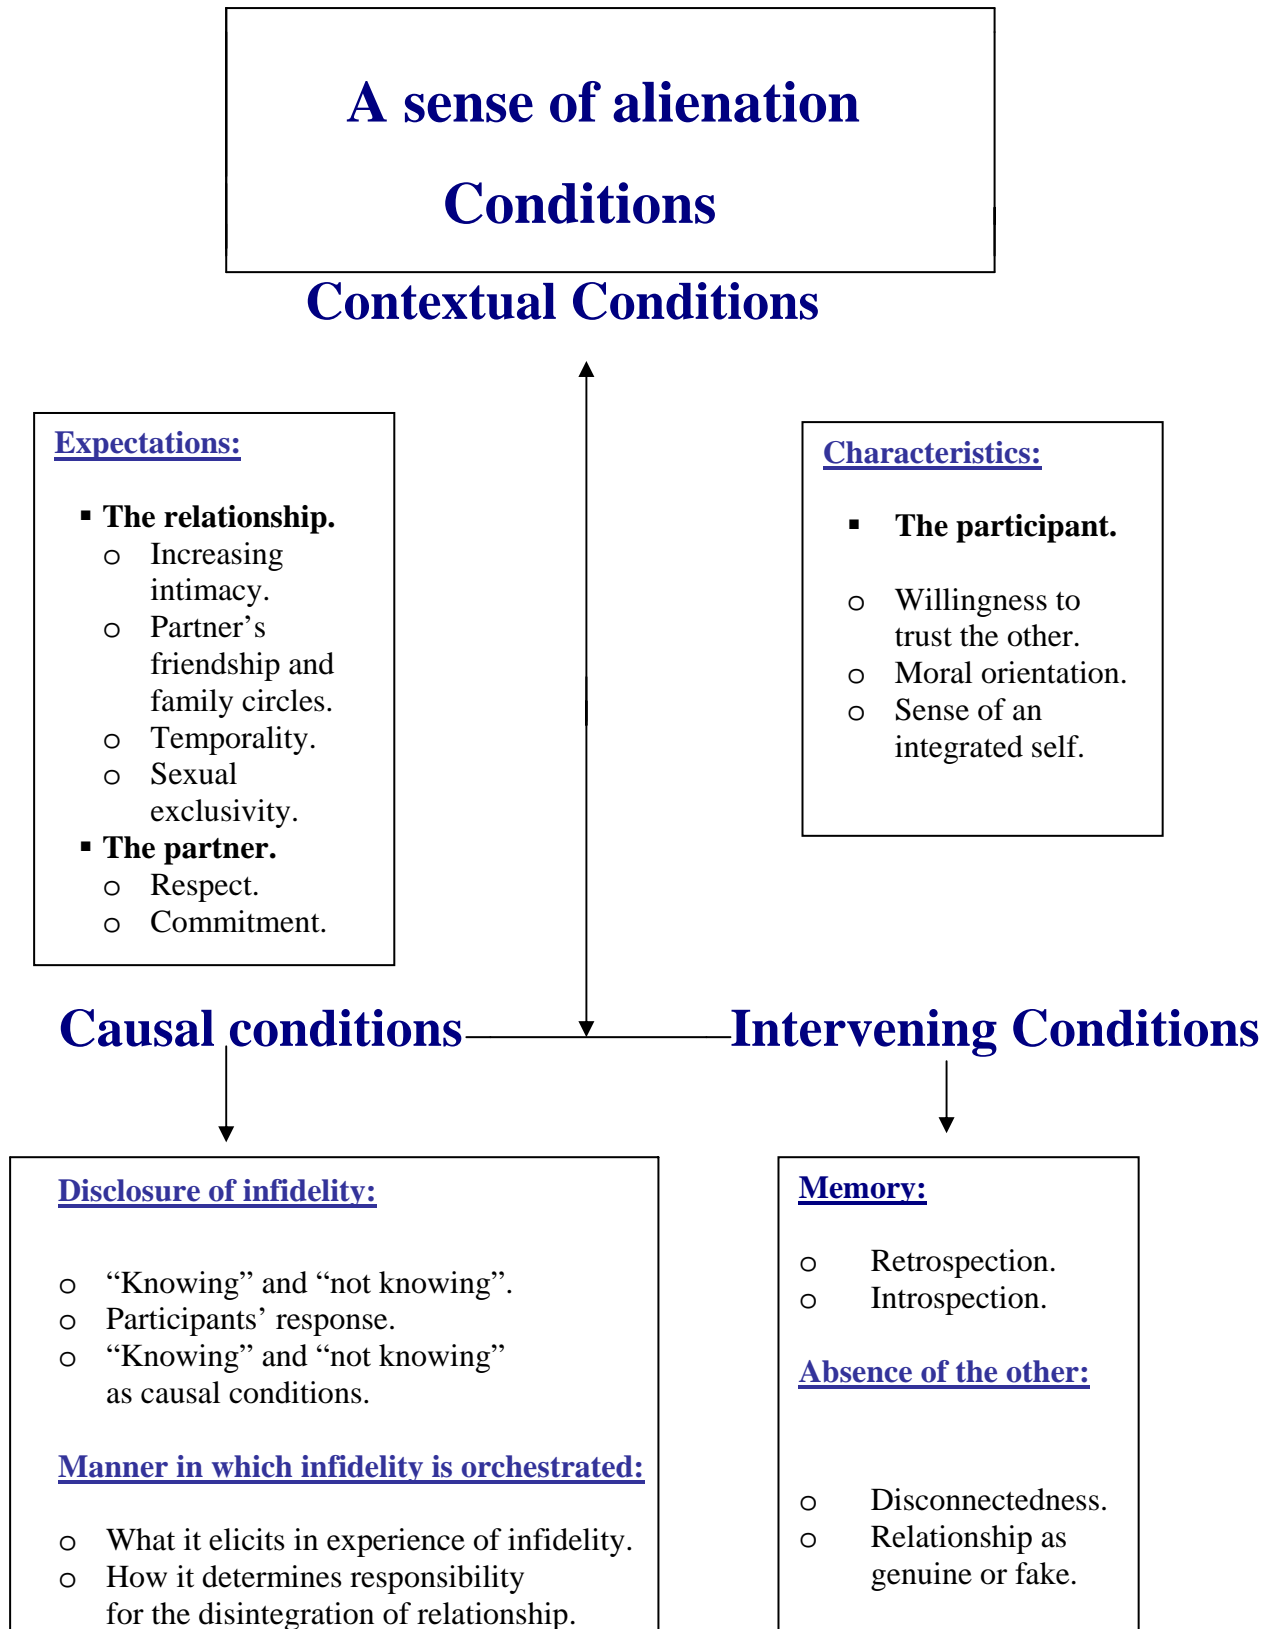 A sense of alienation
Conditions
Contextual Conditions
Expectations:
▪ The relationship.
o Increasing
intimacy.
o Partner’s
friendship and
family circles.
o Temporality.
o Sexual
exclusivity.
▪ The partner.
o Respect.
o Commitment.
Characteristics:
▪ The participant.
o Willingness to
trust the other.
o Moral orientation.
o Sense of an
integrated self.
Causal conditions
Intervening Conditions
Disclosure of infidelity:
o “Knowing” and “not knowing”.
o Participants’ response.
o “Knowing” and “not knowing”
as causal conditions.
Manner in which infidelity is orchestrated:
o What it elicits in experience of infidelity.
o How it determines responsibility
for the disintegration of relationship.
Memory:
o Retrospection.
o Introspection.
Absence of the other:
o Disconnectedness.
o Relationship as
genuine or fake.